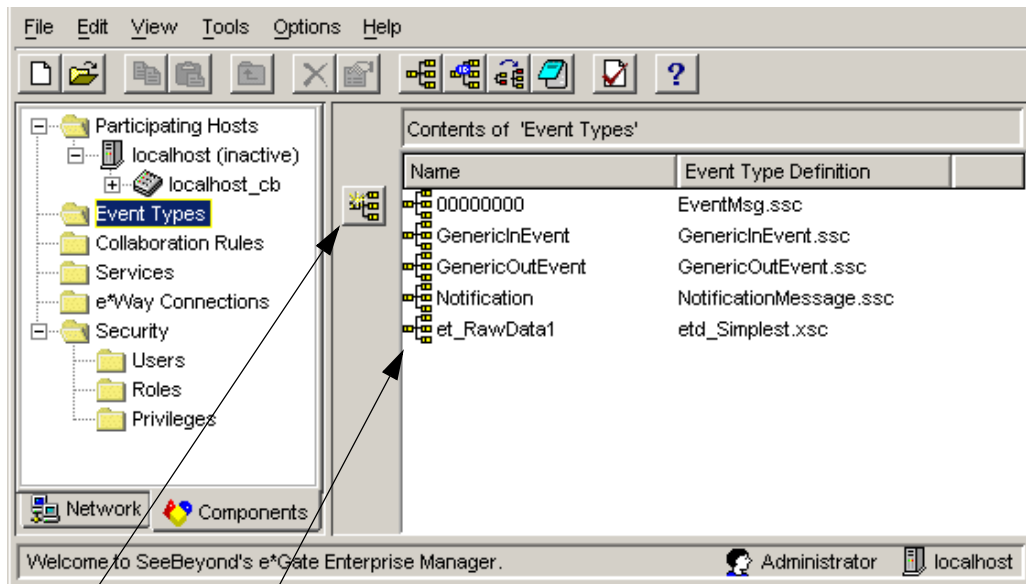 File Edit View Tools Options Help
?
Participating Hosts
localhost (inactive)
localhost_cb
Event Types
Collaboration Rules
Services
e*Way Connections
Security
Users
Roles
Privileges
Network Components
Contents of 'Event Types'
Name Event Type Definition
00000000 EventMsg.ssc
GenericInEvent GenericInEvent.ssc
GenericOutEvent GenericOutEvent.ssc
Notification NotificationMessage.ssc
et_RawData1 etd_Simplest.xsc
Welcome to SeeBeyond's e*Gate Enterprise Manager. Administrator localhost